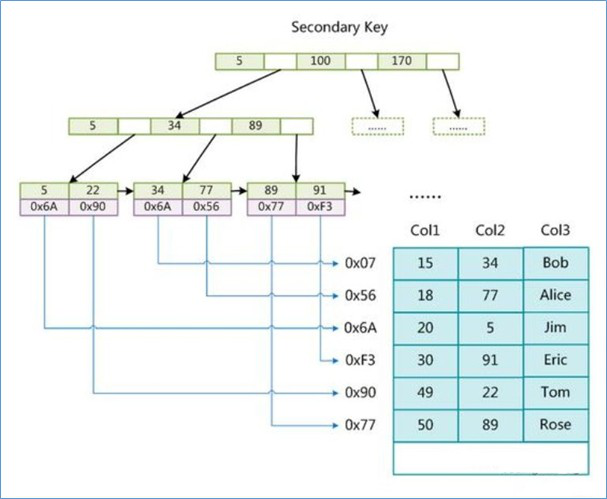 Secondary Key
5 100 170
5 34 89 …… ……
5 22 34 77 89 91
0x6A 0x90 0x6A 0x56 0x77 0xF3
……
Col1 Col2 Col3
0x07 15 34 Bob
0x56 18 77 Alice
0x6A 20 5 Jim
0xF3 30 91 Eric
0x90 49 22 Tom
0x77 50 89 Rose